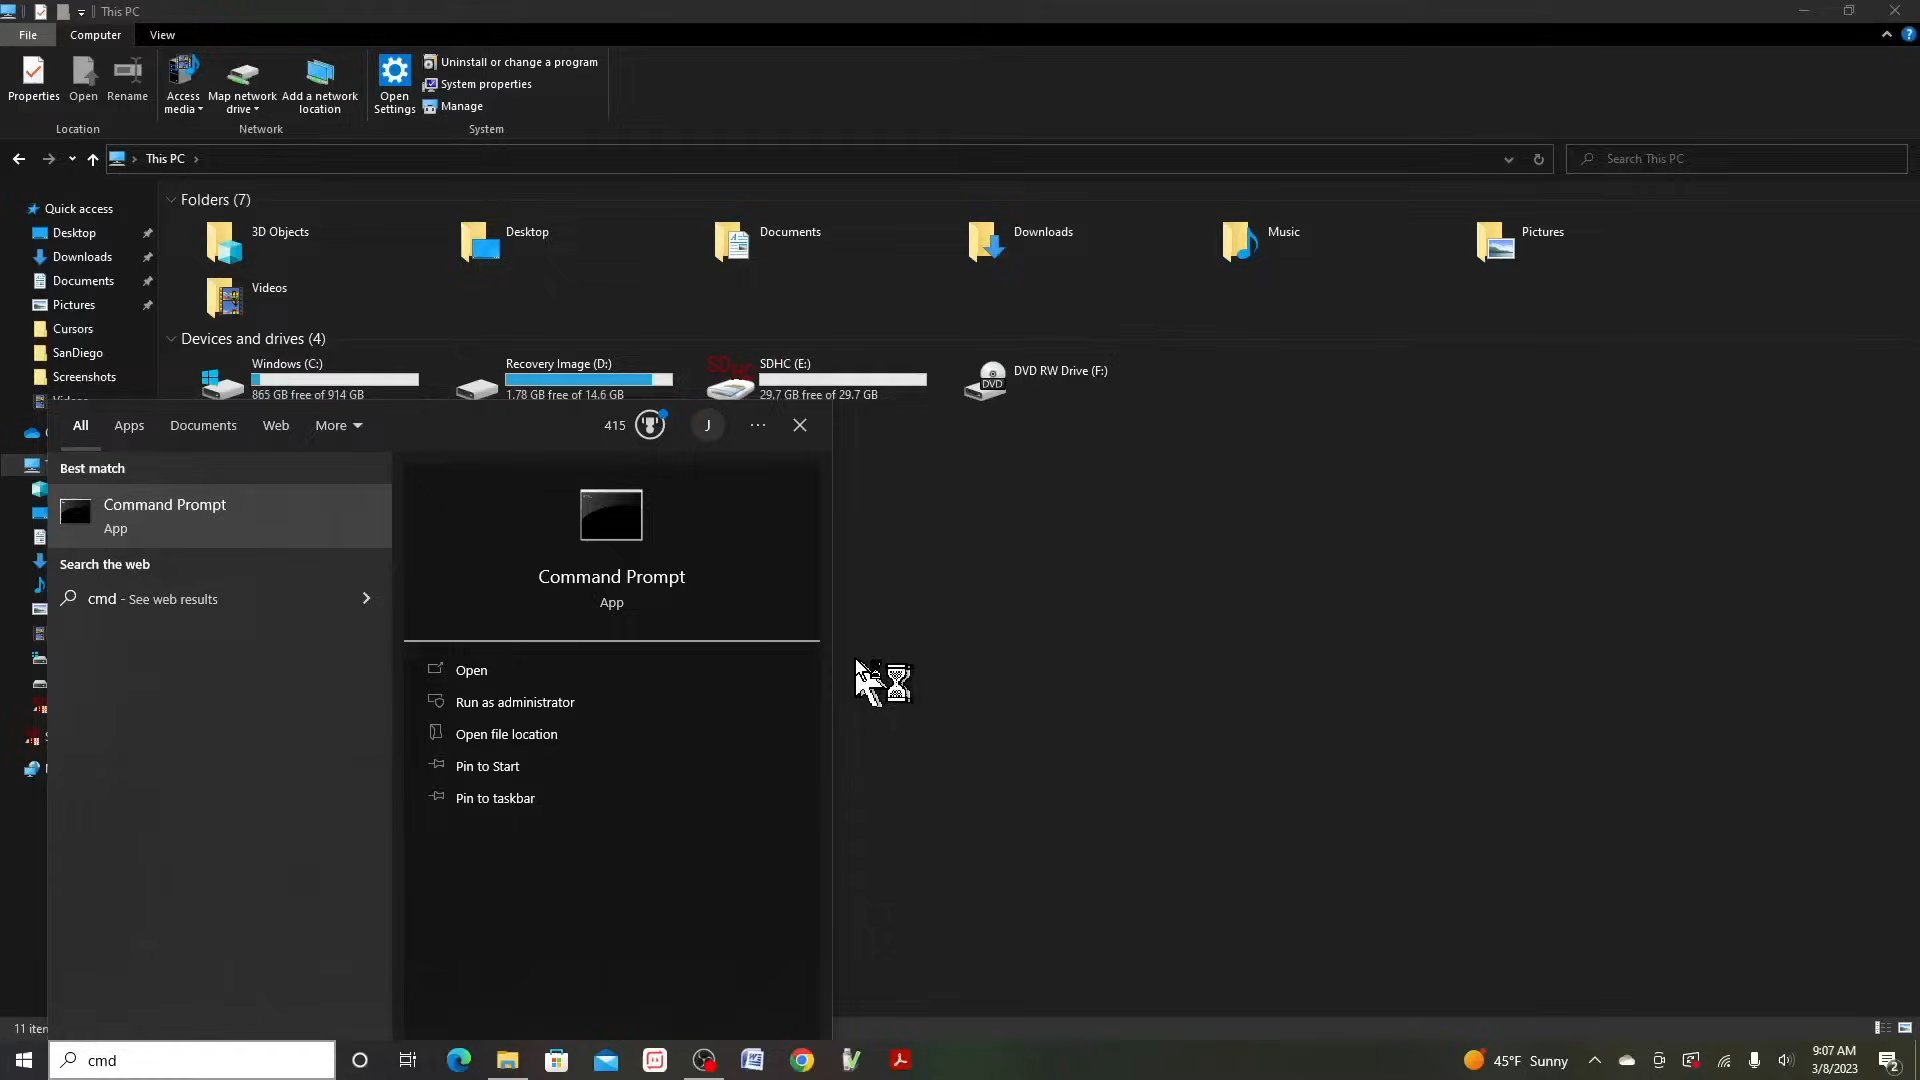 This PC
File Computer View
Properties Open Rename
Access media
Map network drive
Add a network location
Open Settings
Uninstall or change a program
System properties
Manage
Location Network System
This PC
Search This PC
Quick access
Desktop
Downloads
Documents
Pictures
Cursors
SanDiego
Screenshots
Folders (7)
3D Objects
Desktop
Documents
Downloads
Music
Pictures
Videos
Devices and drives (4)
Windows (C:)
865 GB free of 914 GB
Recovery Image (D:)
1.78 GB free of 14.6 GB
SDHC
SDHC (E:)
29.7 GB free of 29.7 GB
DVD
DVD RW Drive (F:)
All Apps Documents Web More 415 J
Best match
Command Prompt
App
Search the web
cmd - See web results
Command Prompt
App
Open
Run as administrator
Open file location
Pin to Start
Pin to taskbar
11 iten
cmd
45°F Sunny
9:07 AM
3/8/2023
2